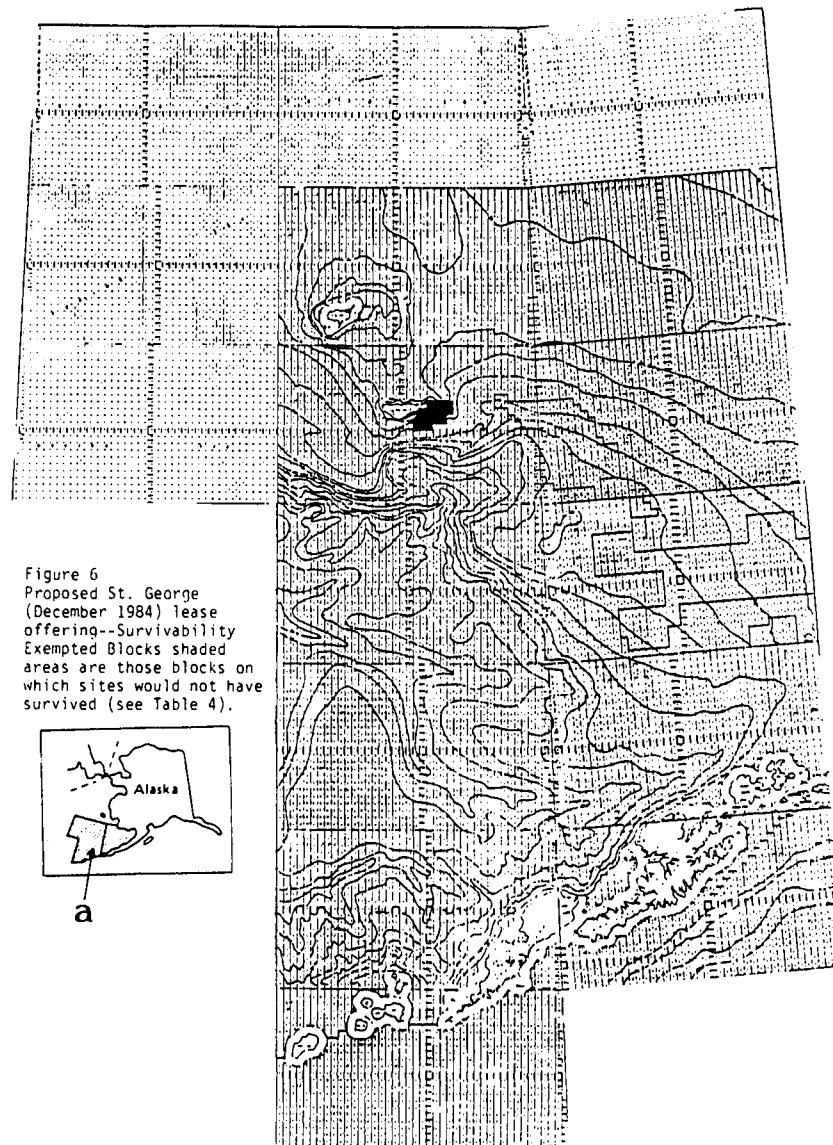 Figure 6
Proposed St. George
(December 1984) lease
offering--Survivability
Exempted Blocks shaded
areas are those blocks on
which sites would not have
survived (see Table 4).
Alaska
a